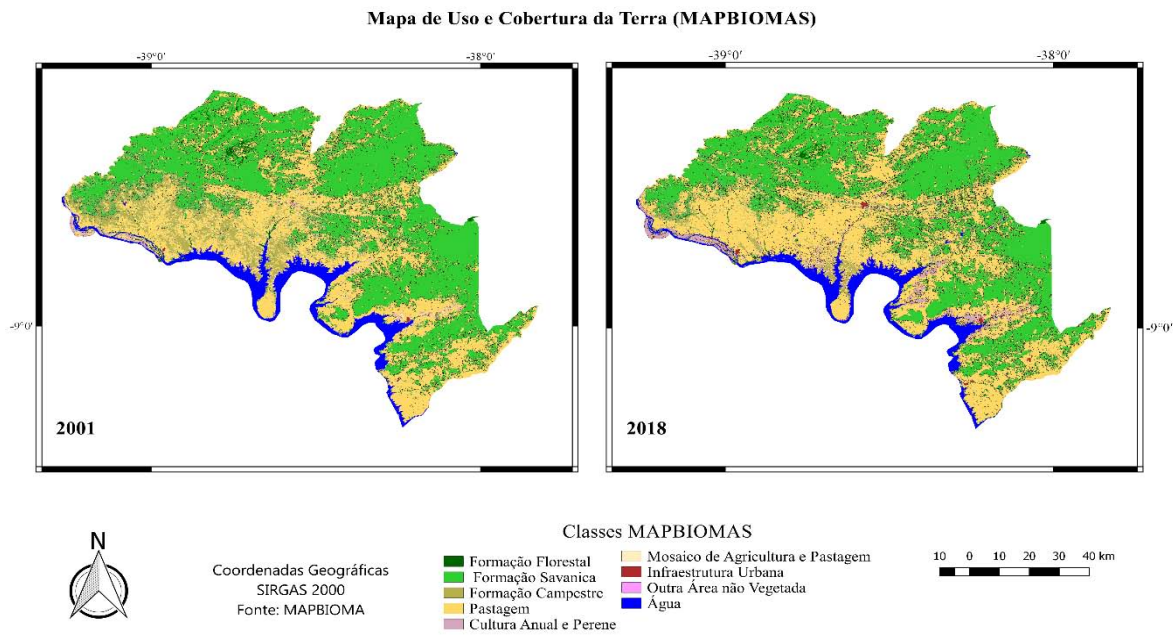 Mapa de Uso e Cobertura da Terra (MAPBIOMAS)
-39°0'
-38°0'
-39°0'
-38°0'
-9°0'
-9°0'
2001
2018
N
Coordenadas Geográficas
SIRGAS 2000
Fonte: MAPBIOMA
Classes MAPBIOMAS
Formação Florestal
Formação Savanica
Formação Campestre
Pastagem
Cultura Anual e Perene
Mosaico de Agricultura e Pastagem
Infraestrutura Urbana
Outra Área não Vegetada
Água
10 0 10 20 30 40 km